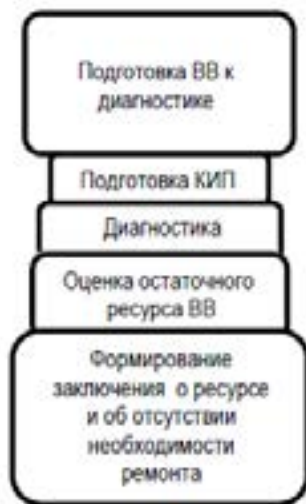 Подготовка ВВ к
диагностике
Подготовка КИП
Диагностика
Оценка остаточного
ресурса ВВ
Формирование
заключения о ресурсе
и об отсутствии
необходимости
ремонта